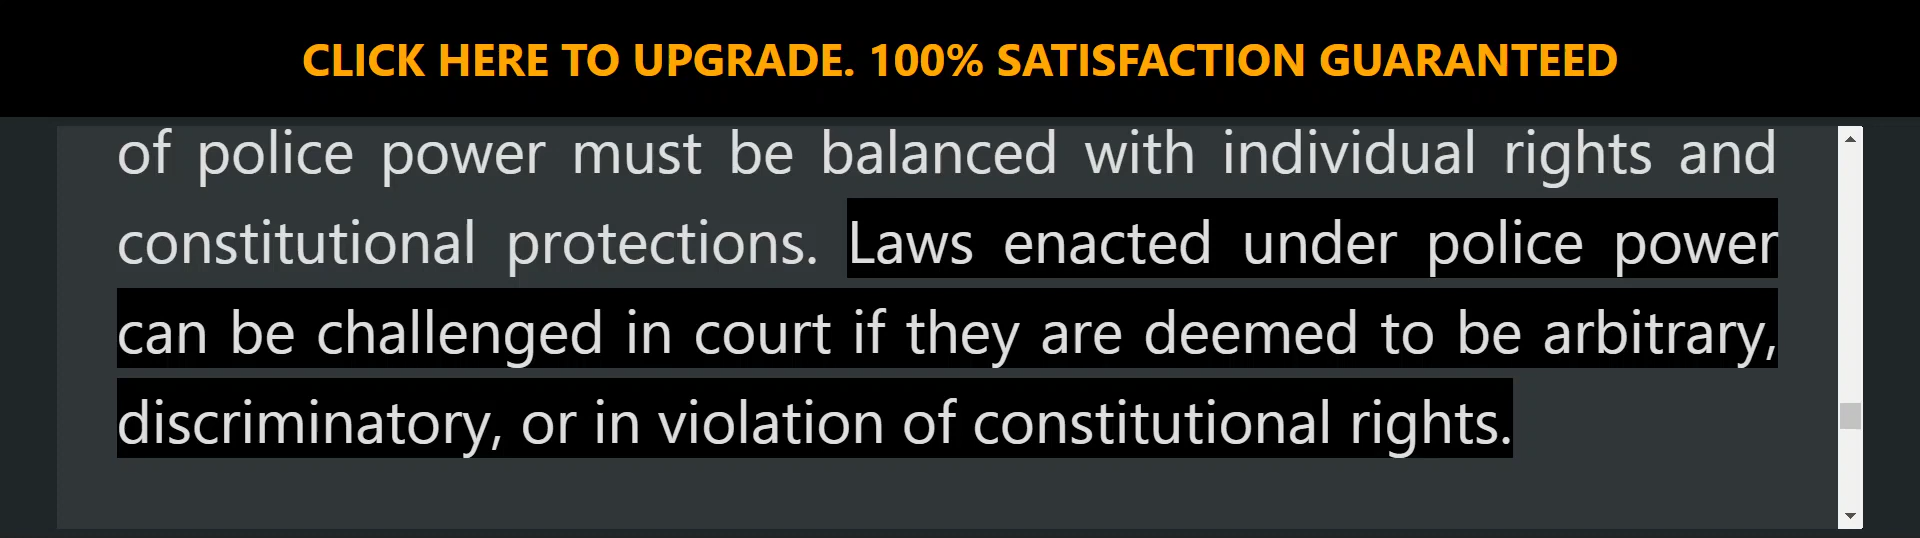 CLICK HERE TO UPGRADE. 100% SATISFACTION GUARANTEED
of police power must be balanced with individual rights and
constitutional protections. Laws enacted under police power
can be challenged in court if they are deemed to be arbitrary,
discriminatory, or in violation of constitutional rights.